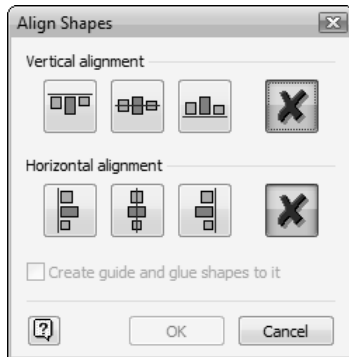 Align Shapes
Vertical alignment
Horizontal alignment
Create guide and glue shapes to it
?
OK
Cancel